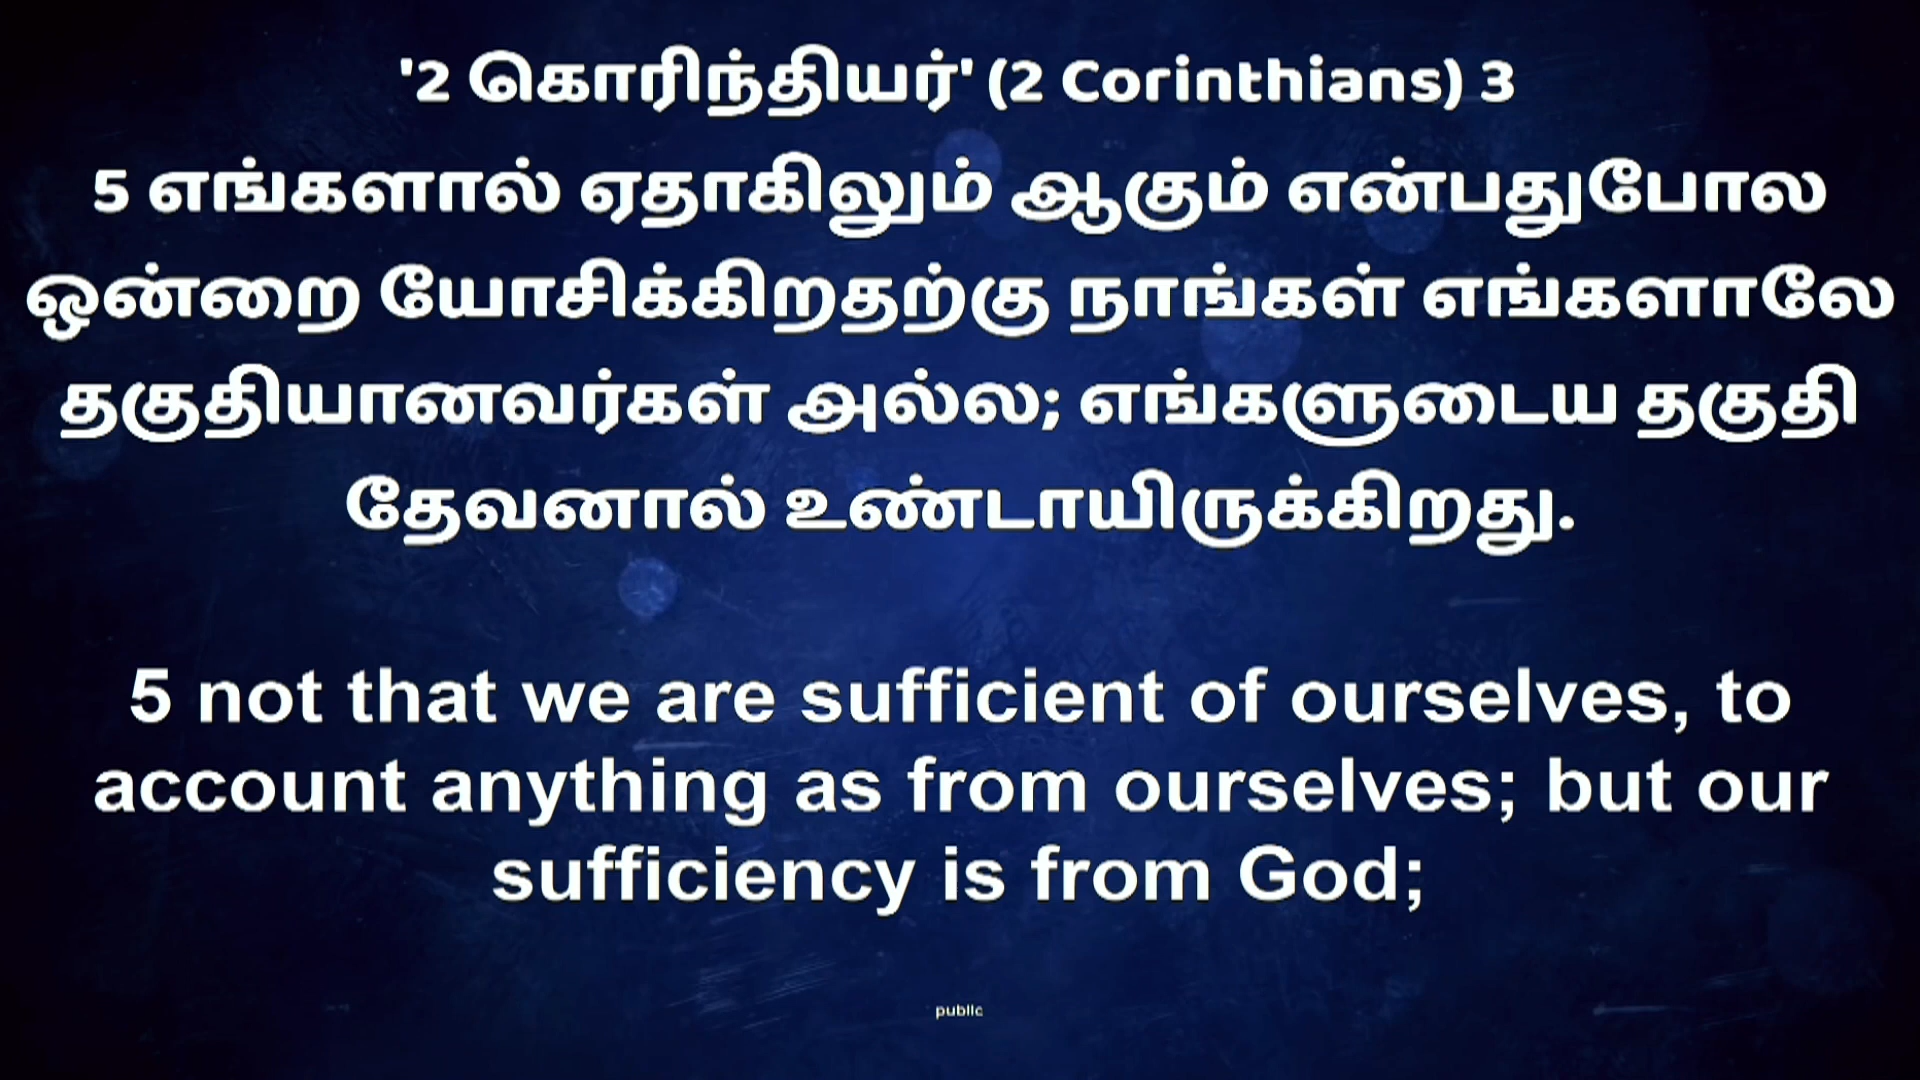 '2 கொரிந்தியர்' (2 Corinthians) 3
5 எங்களால் ஏதாகிலும் ஆகும் என்பதுபோல
ஒன்றை யோசிக்கிறதற்கு நாங்கள் எங்களாலே
தகுதியானவர்கள் அல்ல; எங்களுடைய தகுதி
தேவனால் உண்டாயிருக்கிறது.
5 not that we are sufficient of ourselves, to
account anything as from ourselves; but our
sufficiency is from God;
public